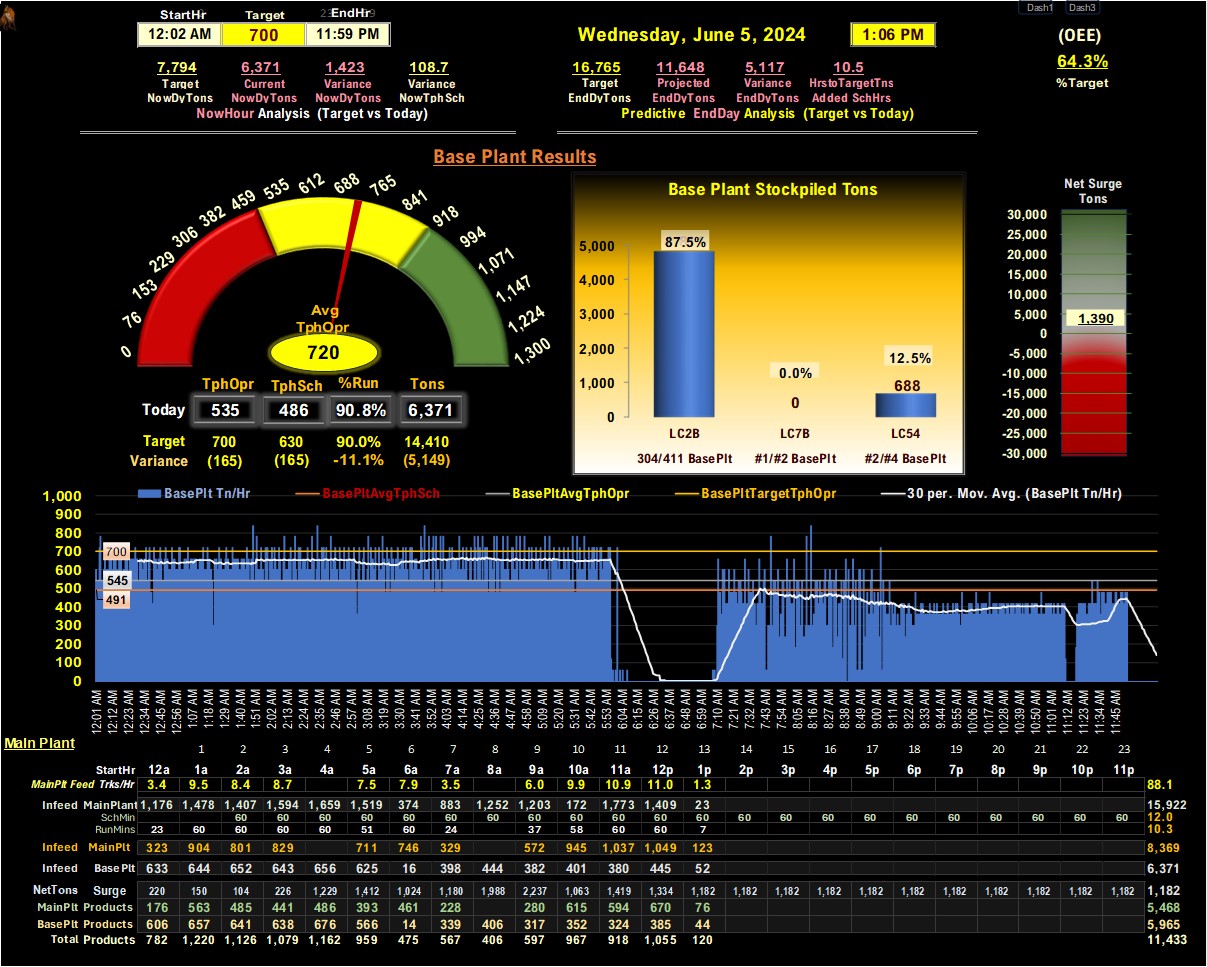 StartHr Target EndHr Dash1 Dash3
12:02 AM 700 11:59 PM Wednesday, June 5, 2024 1:06 PM (OEE)
64.3%
7,794 6,371 1,423 108.7 16,765 11,648 5,117 10.5
Target Current Variance Variance Target Projected Variance HrstoTargetTns %Target
NowDyTons NowDyTons NowDyTons NowTphSch EndDyTons EndDyTons EndDyTons Added SchHrs
NowHour Analysis (Target vs Today) Predictive EndDay Analysis (Target vs Today)
Base Plant Results
0 76 153 229 306 382 459 535 612 688 765 841 918 994 1,071 1,147 1,224 1,300
Avg
TphOpr
720
TphOpr TphSch %Run Tons
Today 535 486 90.8% 6,371
Target 700 630 90.0% 14,410
Variance (165) (165) -11.1% (5,149)
Base Plant Stockpiled Tons
5,000
4,000
3,000
2,000
1,000
0
87.5% 0.0% 12.5%
0 688
LC2B LC7B LC54
304/411 BasePlt #1/#2 BasePlt #2/#4 BasePlt
Net Surge
Tons
30,000
25,000
20,000
15,000
10,000
5,000
0
-5,000
-10,000
-15,000
-20,000
-25,000
-30,000
1,390
BasePlt Tn/Hr BasePltAvgTphSch BasePltAvgTphOpr BasePltTargetTphOpr 30 per. Mov. Avg. (BasePlt Tn/Hr)
1,000
900
800
700
600
500
400
300
200
100
0
700
545
491
12:01 AM 12:12 AM 12:23 AM 12:34 AM 12:45 AM 12:56 AM 1:07 AM 1:18 AM 1:29 AM 1:40 AM 1:51 AM 2:02 AM 2:13 AM 2:24 AM 2:35 AM 2:46 AM 2:57 AM 3:08 AM 3:19 AM 3:30 AM 3:41 AM 3:52 AM 4:03 AM 4:14 AM 4:25 AM 4:36 AM 4:47 AM 4:58 AM 5:09 AM 5:20 AM 5:31 AM 5:42 AM 5:53 AM 6:04 AM 6:15 AM 6:26 AM 6:37 AM 6:48 AM 6:59 AM 7:10 AM 7:21 AM 7:32 AM 7:43 AM 7:54 AM 8:05 AM 8:16 AM 8:27 AM 8:38 AM 8:49 AM 9:00 AM 9:11 AM 9:22 AM 9:33 AM 9:44 AM 9:55 AM 10:06 AM 10:17 AM 10:28 AM 10:39 AM 10:50 AM 11:01 AM 11:12 AM 11:23 AM 11:34 AM 11:45 AM
Main Plant
1 2 3 4 5 6 7 8 9 10 11 12 13 14 15 16 17 18 19 20 21 22 23
StartHr 12a 1a 2a 3a 4a 5a 6a 7a 8a 9a 10a 11a 12p 1p 2p 3p 4p 5p 6p 7p 8p 9p 10p 11p
MainPlt Feed Trks/Hr 3.4 9.5 8.4 8.7 7.5 7.9 3.5 6.0 9.9 10.9 11.0 1.3 88.1
Infeed MainPlant 1,176 1,478 1,407 1,594 1,659 1,519 374 883 1,252 1,203 172 1,773 1,409 23 15,922
SchMin 60 60 60 60 60 60 60 60 60 60 60 60 60 60 60 60 60 60 60 60 60 60 12.0
RunMins 23 60 60 60 60 51 60 24 37 58 60 60 7 10.3
Infeed MainPlt 323 904 801 829 711 746 329 572 945 1,037 1,049 123 8,369
Infeed BasePlt 633 644 652 643 656 625 16 398 444 382 401 380 445 52 6,371
NetTons Surge 220 150 104 226 1,229 1,412 1,024 1,180 1,988 2,237 1,063 1,419 1,334 1,182 1,182 1,182 1,182 1,182 1,182 1,182 1,182 1,182 1,182 1,182 1,182
MainPlt Products 176 563 485 441 486 393 461 228 280 615 594 670 76 5,468
BasePlt Products 606 657 641 638 676 566 14 339 406 317 352 324 385 44 5,965
Total Products 782 1,220 1,126 1,079 1,162 959 475 567 406 597 967 918 1,055 120 11,433